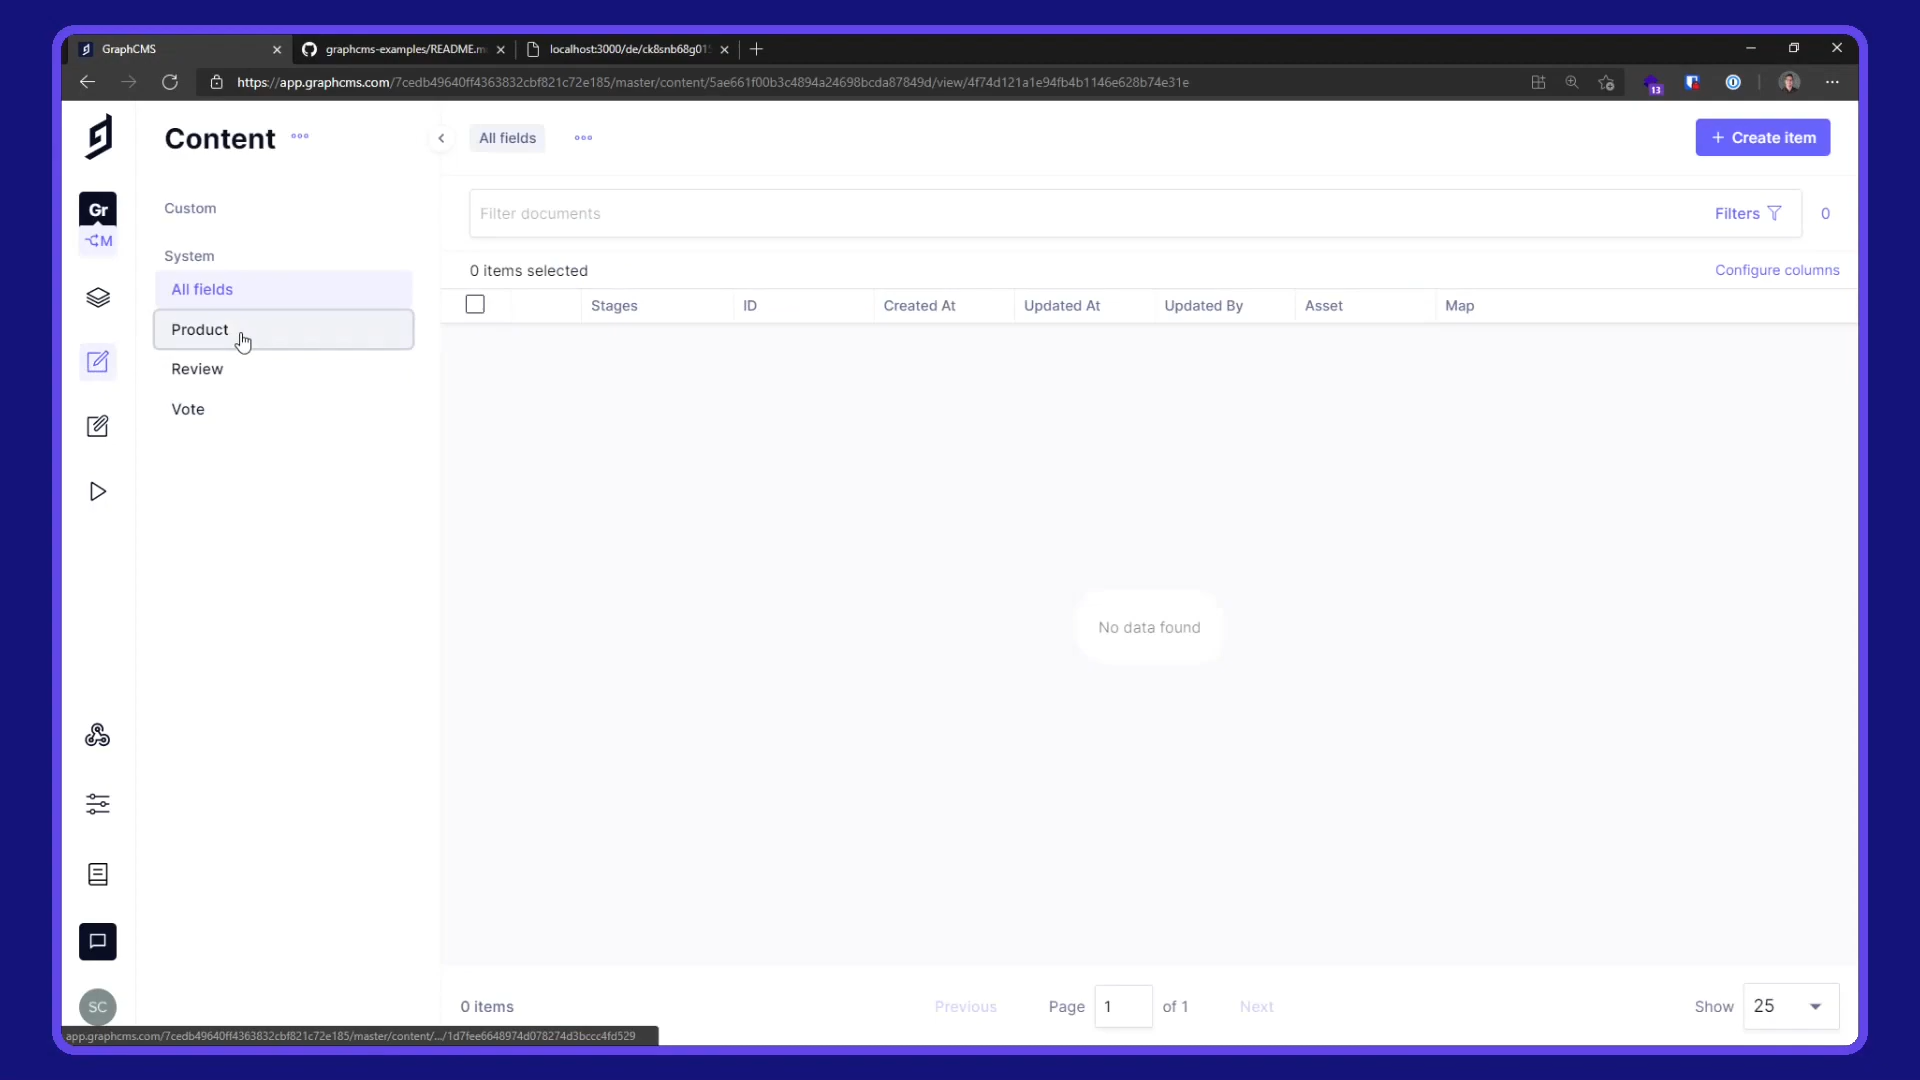 GraphCMS
graphcms-examples/README.m
localhost:3000/de/ck8snb68g01
https://app.graphcms.com/7cedb49640ff4363832cbf821c72e185/master/content/5ae661f00b3c4894a24698bcda87849d/view/4f74d121a1e94fb4b1146e628b74e31e
13
Content
All fields
+ Create item
Gr
M
Custom
Filter documents
Filters
0
System
All fields
Product
Review
Vote
0 items selected
Configure columns
Stages
ID
Created At
Updated At
Updated By
Asset
Map
No data found
SC
0 items
Previous
Page
1
of 1
Next
Show
25
app.graphcms.com/7cedb49640ff4363832cbf821c72e185/master/content/.../1d7fee6648974d078274d3bccc4fd529